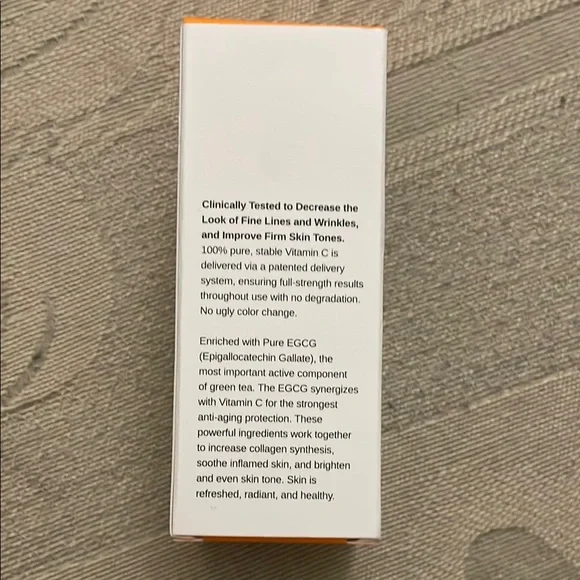 Clinically Tested to Decrease the
Look of Fine Lines and Wrinkles,
and Improve Firm Skin Tones.
100% pure, stable Vitamin C is
delivered via a patented delivery
system, ensuring full-strength results
throughout use with no degradation.
No ugly color change.
Enriched with Pure EGCG
(Epigallocatechin Gallate), the
most important active component
of green tea. The EGCG synergizes
with Vitamin C for the strongest
anti-aging protection. These
powerful ingredients work together
to increase collagen synthesis,
soothe inflamed skin, and brighten
and even skin tone. Skin is
refreshed, radiant, and healthy.